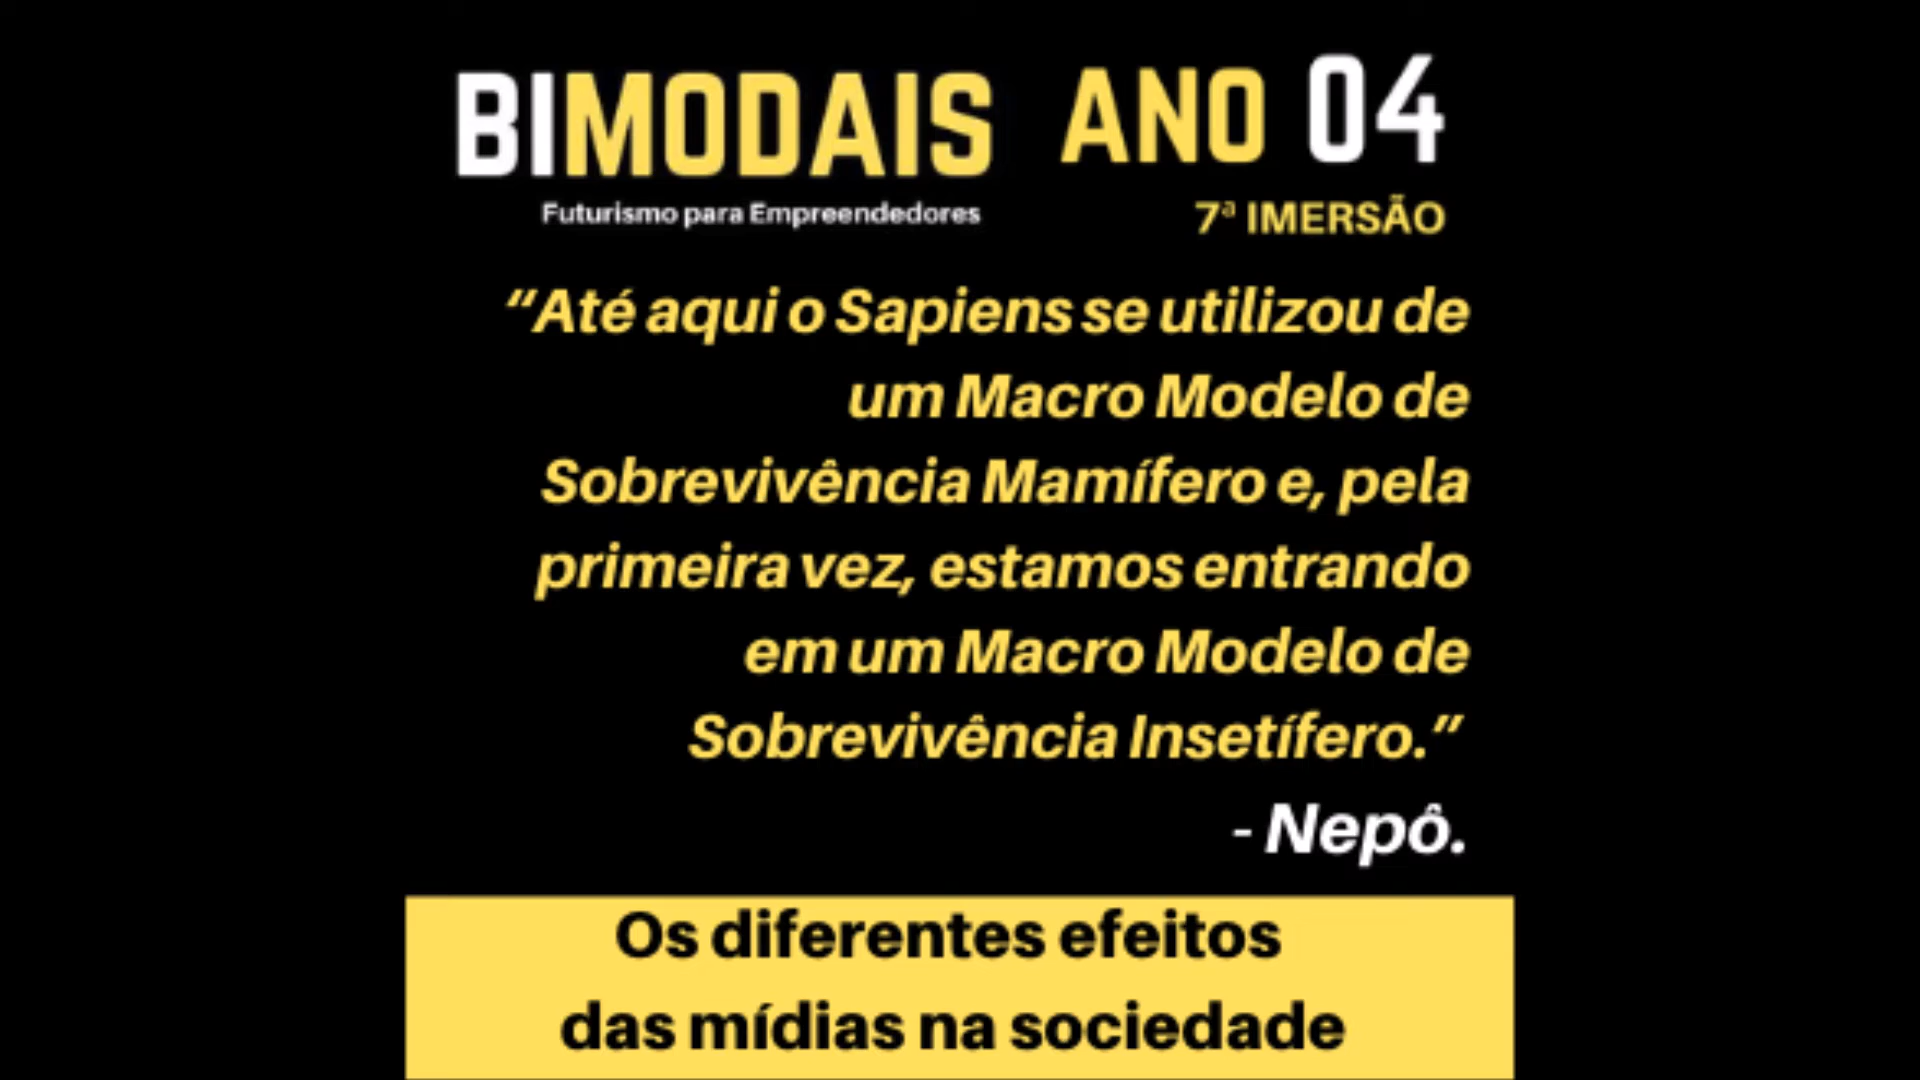 BIMODAIS ANO 04
Futurismo para Empreendedores
7ª IMERSÃO
“Até aqui o Sapiens se utilizou de
um Macro Modelo de
Sobrevivência Mamífero e, pela
primeira vez, estamos entrando
em um Macro Modelo de
Sobrevivência Insetífero.”
- Nepô.
Os diferentes efeitos
das mídias na sociedade